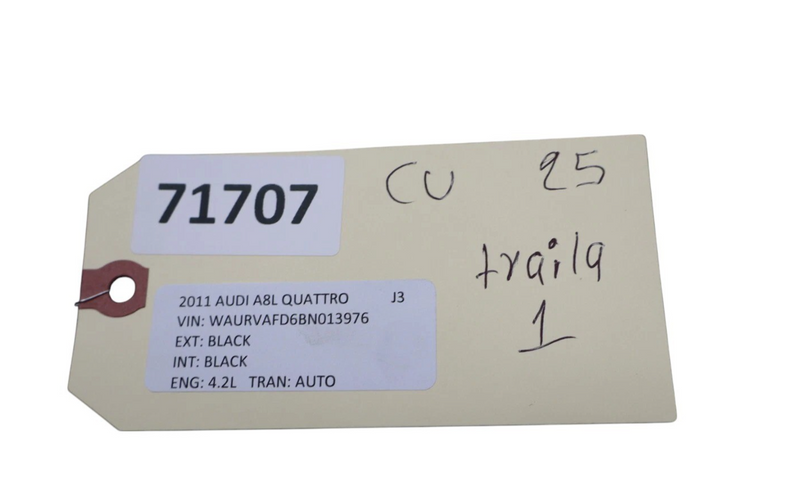 71707
CU 25
traila
1
2011 AUDI A8L QUATTRO J3
VIN: WAURVAFD6BN013976
EXT: BLACK
INT: BLACK
ENG: 4.2L TRAN: AUTO